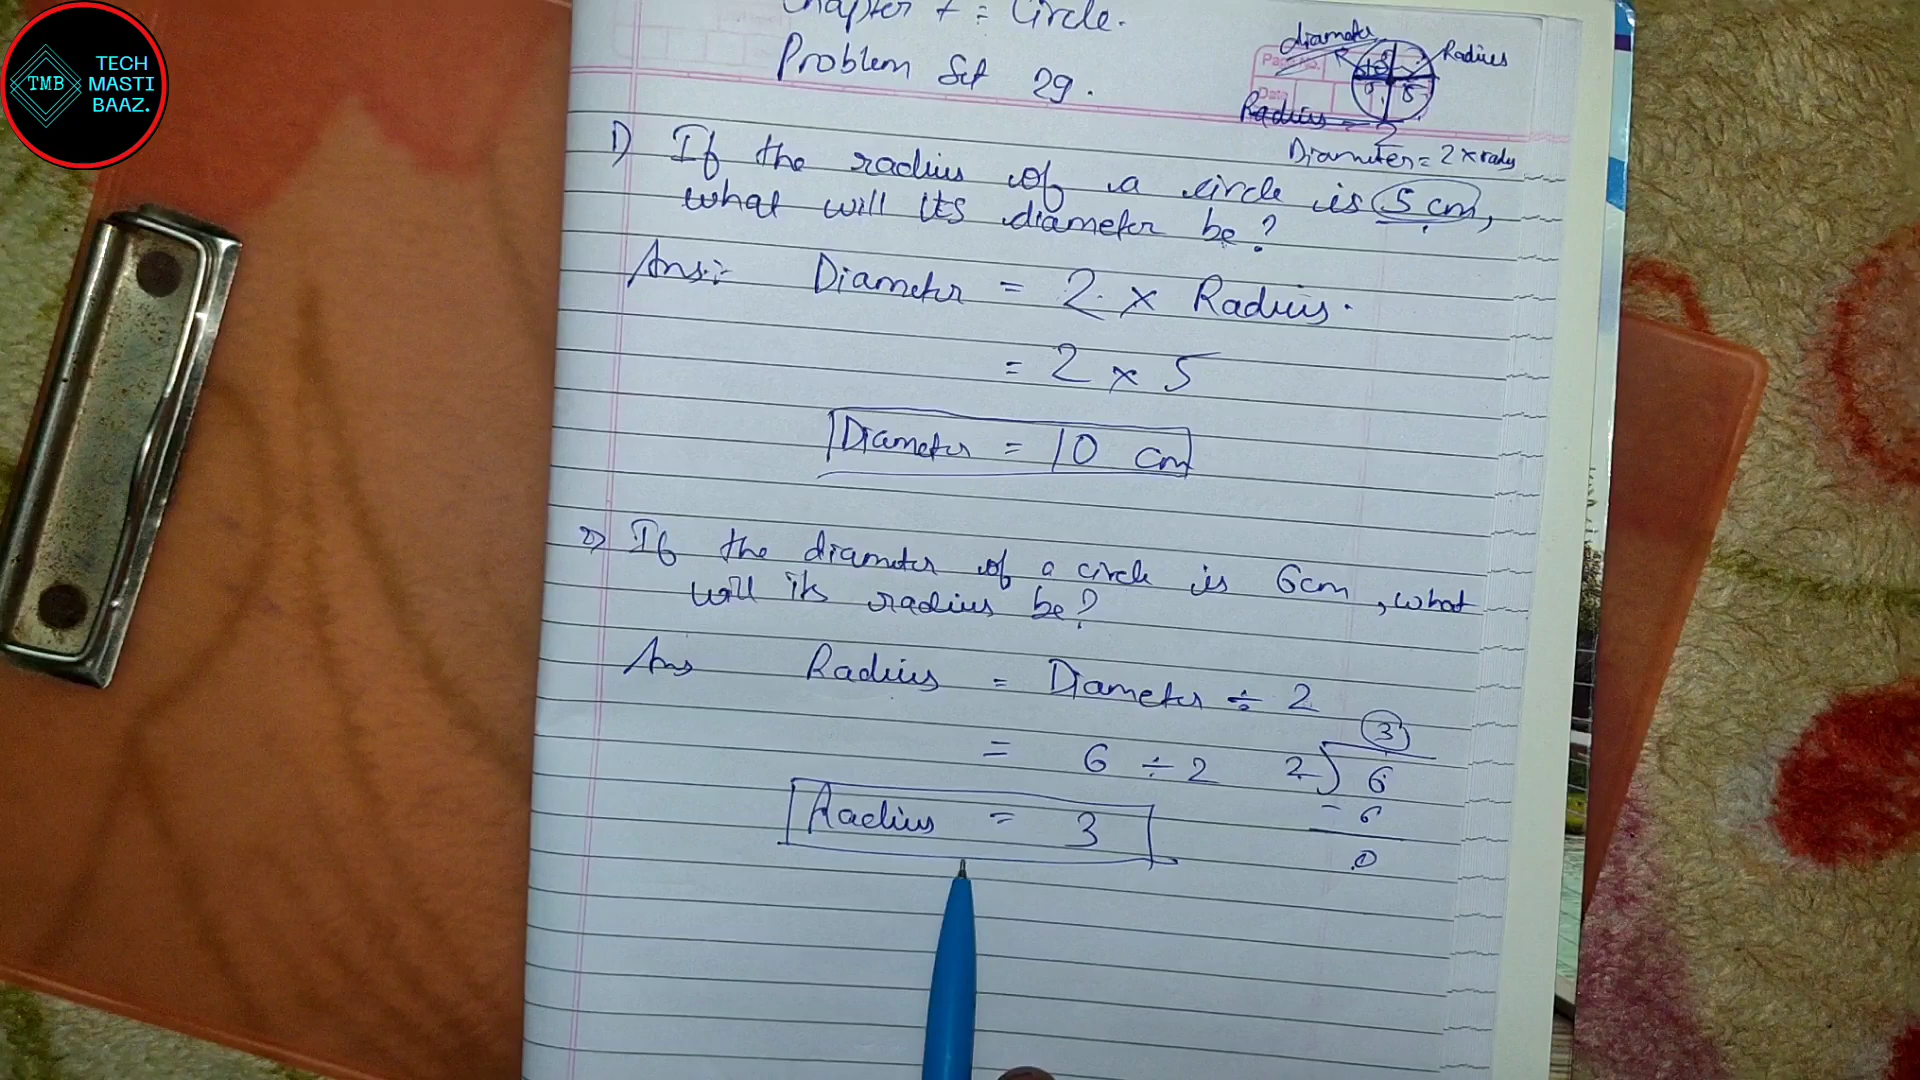 TMB
TECH
MASTI
BAAZ.
: Circle.
Problem Set 29.
diameter
Radius
Page No.
Date
Radius
Diameter = 2 x
1) If the radius of a circle is 5 cm,
what will its diameter be?
Ans:- Diameter = 2 x Radius.
= 2 x 5
Diameter = 10 cm
2) If the diameter of a circle is 6cm, what
will its radius be?
Ans Radius = Diameter ÷ 2
= 6 ÷ 2
Radius = 3
3
2) 6
- 6
0